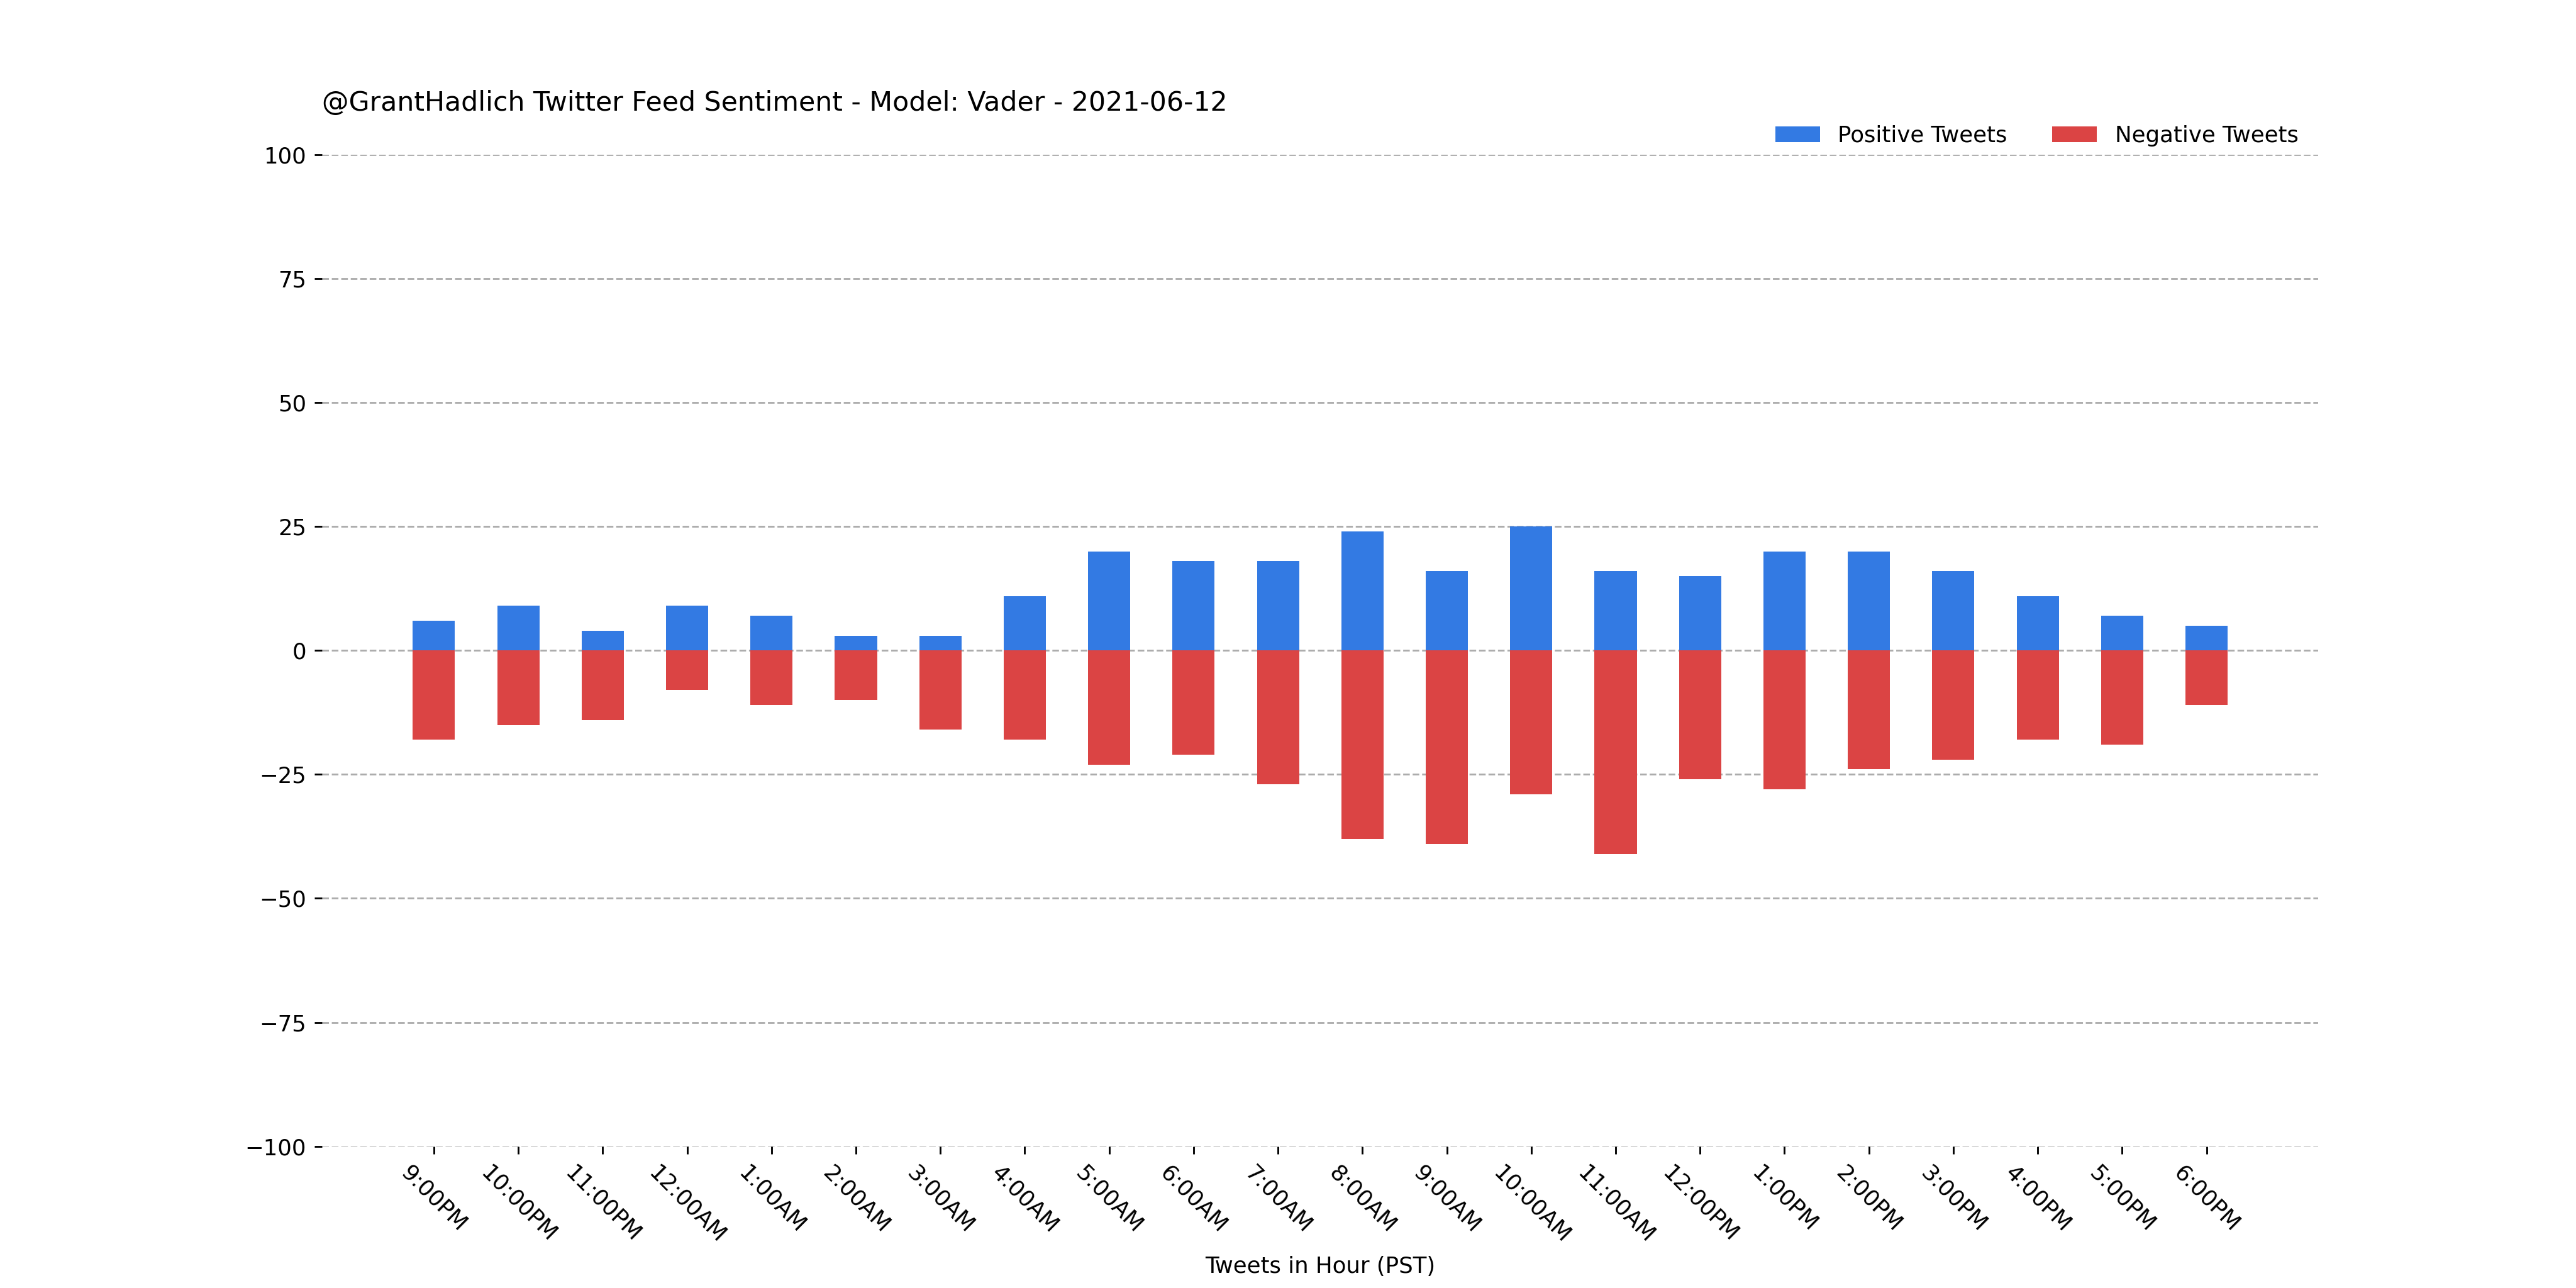 @GrantHadlich Twitter Feed Sentiment - Model: Vader - 2021-06-12
Positive Tweets Negative Tweets
100
75
50
25
0
−25
−50
−75
−100
9:00PM 10:00PM 11:00PM 12:00AM 1:00AM 2:00AM 3:00AM 4:00AM 5:00AM 6:00AM 7:00AM 8:00AM 9:00AM 10:00AM 11:00AM 12:00PM 1:00PM 2:00PM 3:00PM 4:00PM 5:00PM 6:00PM
Tweets in Hour (PST)